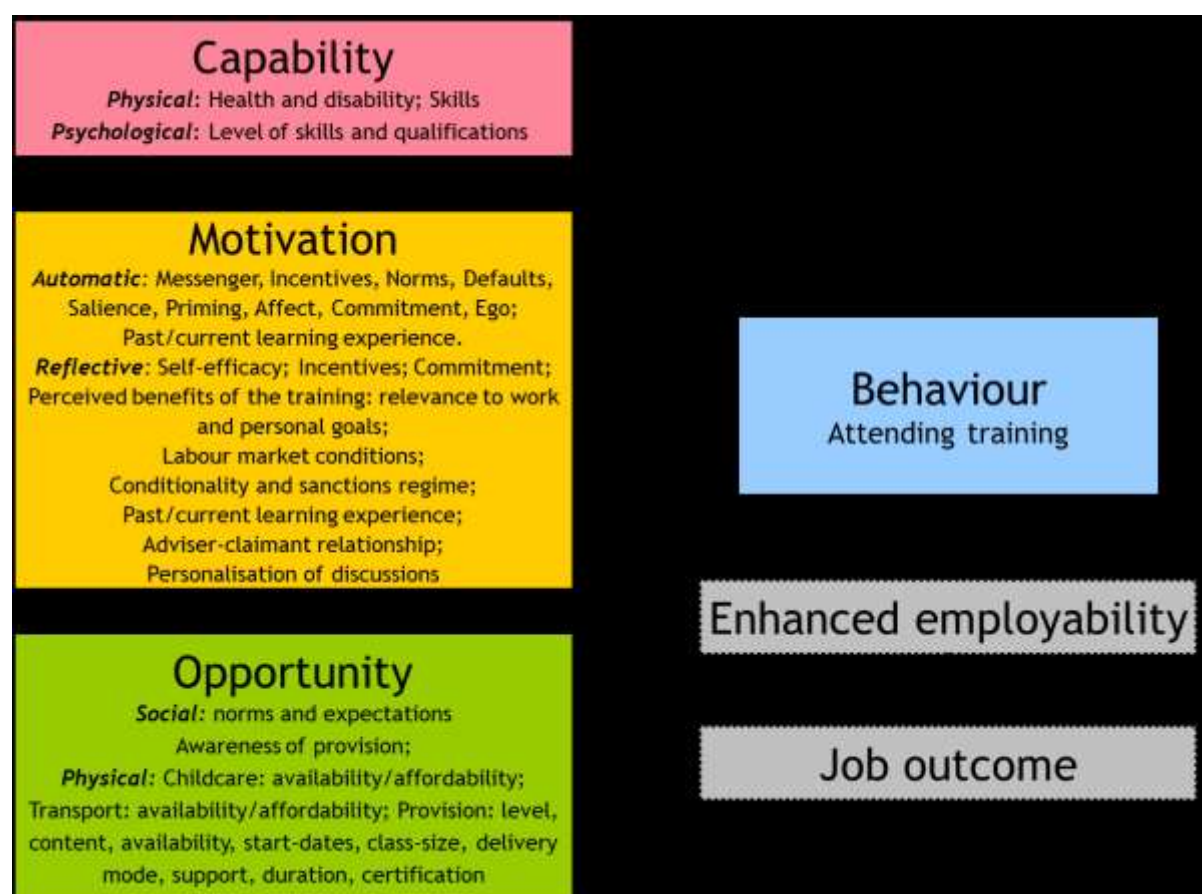 Capability
Physical: Health and disability; Skills
Psychological: Level of skills and qualifications
Motivation
Automatic: Messenger, Incentives, Norms, Defaults,
Salience, Priming, Affect, Commitment, Ego;
Past/current learning experience.
Reflective: Self-efficacy; Incentives; Commitment;
Perceived benefits of the training: relevance to work
and personal goals;
Labour market conditions;
Conditionality and sanctions regime;
Past/current learning experience;
Adviser-claimant relationship;
Personalisation of discussions
Opportunity
Social: norms and expectations
Awareness of provision;
Physical: Childcare: availability/affordability;
Transport: availability/affordability; Provision: level,
content, availability, start-dates, class-size, delivery
mode, support, duration, certification
Behaviour
Attending training
Enhanced employability
Job outcome